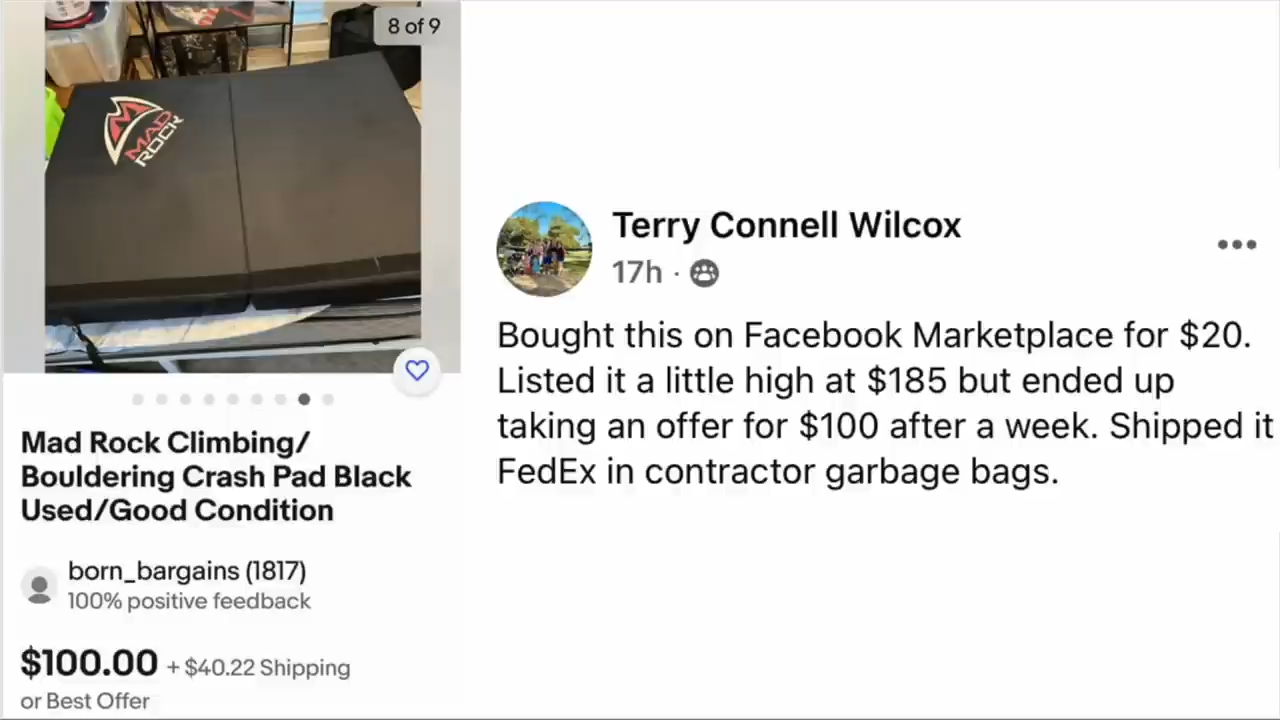 8 of 9
MAD
ROCK
Mad Rock Climbing/
Bouldering Crash Pad Black
Used/Good Condition
born_bargains (1817)
100% positive feedback
$100.00 + $40.22 Shipping
or Best Offer
Terry Connell Wilcox
17h ·
Bought this on Facebook Marketplace for $20.
Listed it a little high at $185 but ended up
taking an offer for $100 after a week. Shipped it
FedEx in contractor garbage bags.